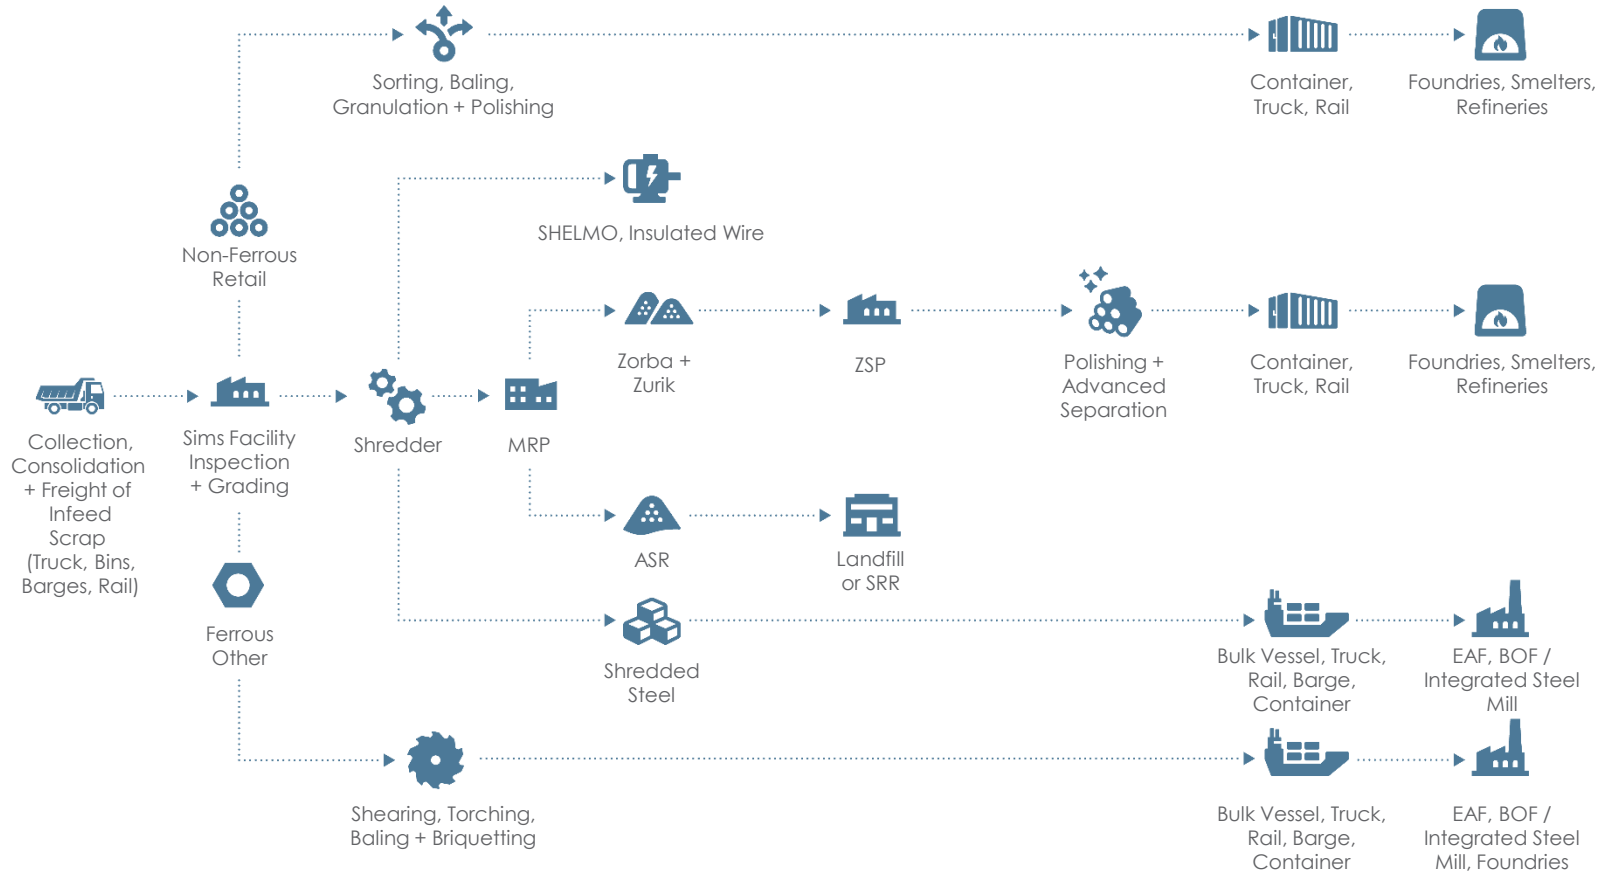 Sorting, Baling,
Granulation + Polishing
Container,
Truck, Rail
Foundries, Smelters,
Refineries
SHELMO, Insulated Wire
Non-Ferrous
Retail
Zorba +
Zurik
ZSP
Polishing +
Advanced
Separation
Container,
Truck, Rail
Foundries, Smelters,
Refineries
Collection,
Consolidation
+ Freight of
Infeed
Scrap
(Truck, Bins,
Barges, Rail)
Sims Facility
Inspection
+ Grading
Shredder
MRP
ASR
Landfill
or SRR
Ferrous
Other
Shredded
Steel
Bulk Vessel, Truck,
Rail, Barge,
Container
EAF, BOF /
Integrated Steel
Mill
Shearing, Torching,
Baling + Briquetting
Bulk Vessel, Truck,
Rail, Barge,
Container
EAF, BOF /
Integrated Steel
Mill, Foundries